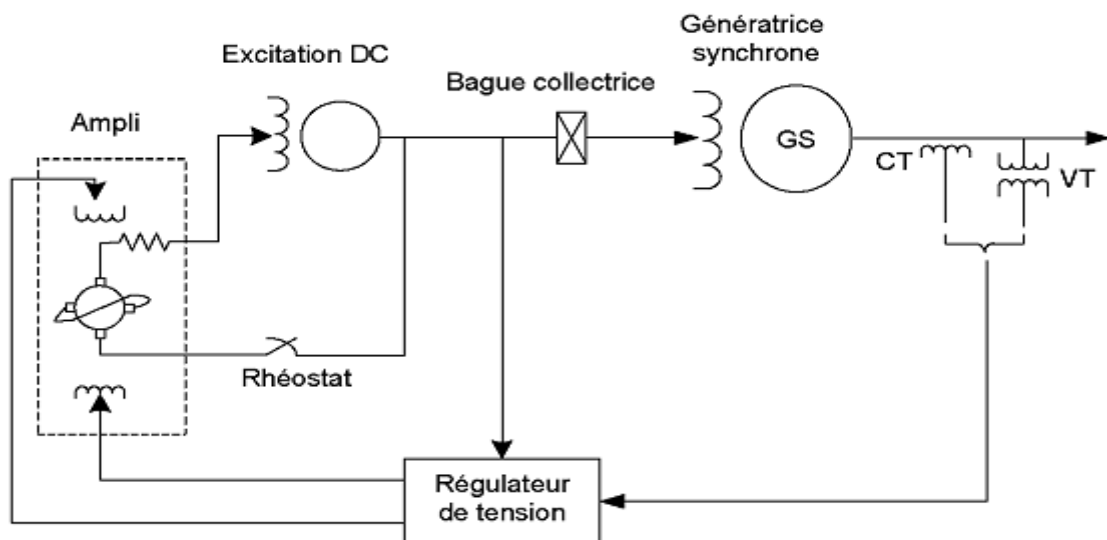 Génératrice
synchrone
Excitation DC
Bague collectrice
Ampli
GS
CT
VT
Rhéostat
Régulateur
de tension